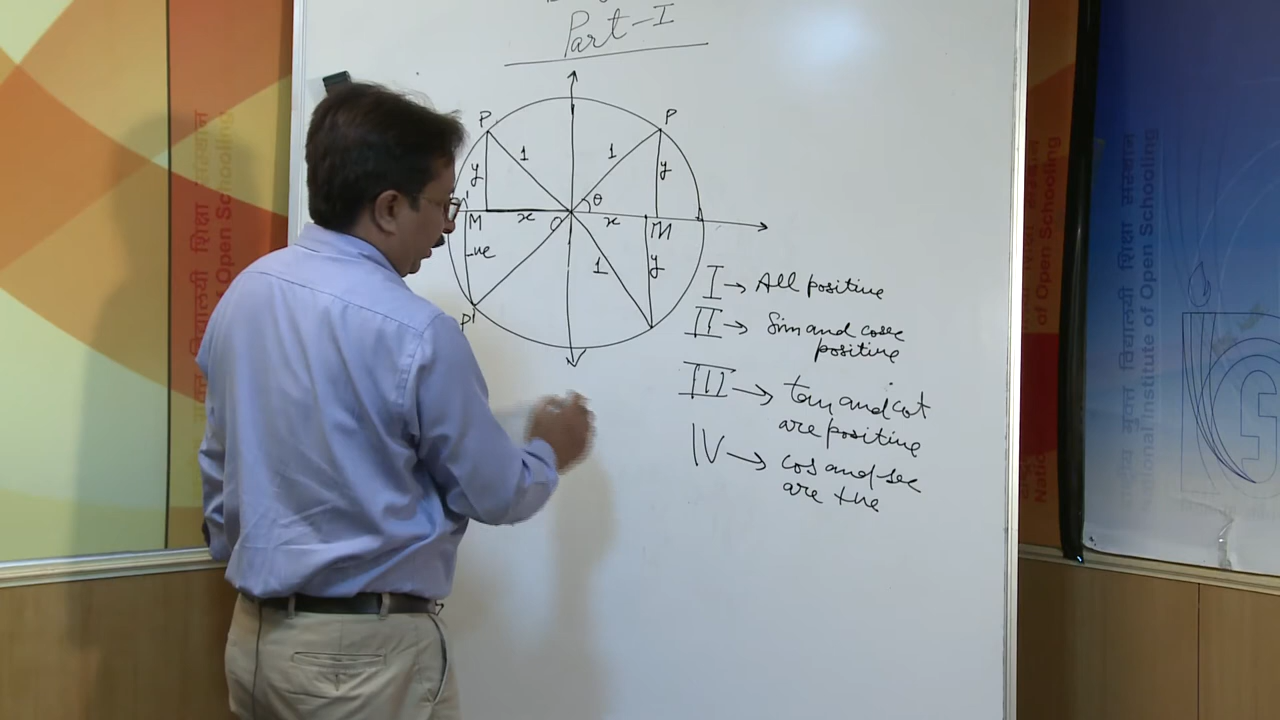 Part-I
P
P
1
1
y
y
θ
M
x
x
M
-ve
1
y
P'
I → All positive
II → Sin and cosec
positive
III → tan and cot
are positive
IV → cos and sec
are +ve
राष्ट्रीय मुक्त विद्यालयी शिक्षा संस्थान
National Institute of Open Schooling